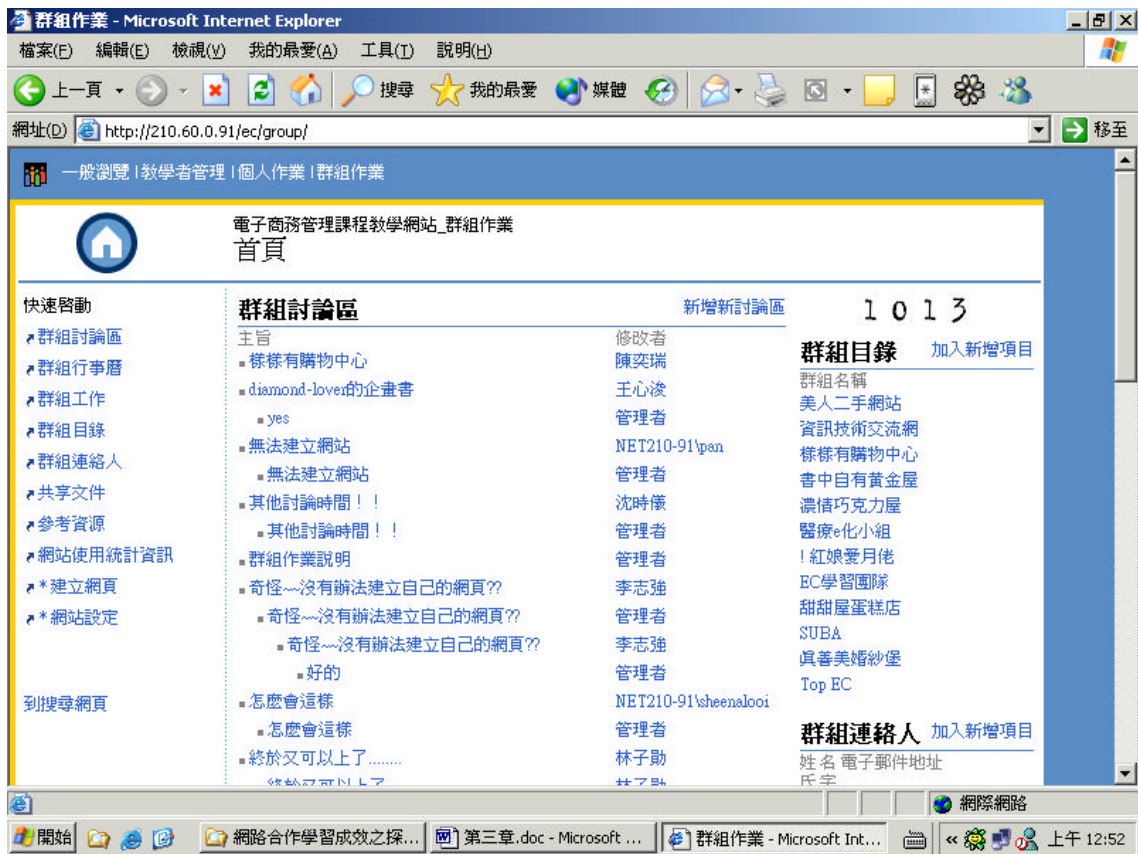 群組作業 - Microsoft Internet Explorer
檔案(F) 編輯(E) 檢視(V) 我的最愛(A) 工具(T) 說明(H)
上一頁 搜尋 我的最愛 媒體
網址(D) http://210.60.0.91/ec/group/ 移至
一般瀏覽 | 教學者管理 | 個人作業 | 群組作業
電子商務管理課程教學網站_群組作業
首頁
快速啓動
群組討論區
群組行事曆
群組工作
群組目錄
群組連絡人
共享文件
參考資源
網站使用統計資訊
*建立網頁
*網站設定
到搜尋網頁
群組討論區 新增新討論區
主旨 修改者
樣樣有購物中心 陳奕瑞
diamond-lover的企畫書 王心浚
yes 管理者
無法建立網站 NET210-91\pan
無法建立網站 管理者
其他討論時間！！ 沈時儀
其他討論時間！！ 管理者
群組作業說明 管理者
奇怪~~沒有辦法建立自己的網頁?? 李志強
奇怪~~沒有辦法建立自己的網頁?? 管理者
奇怪~~沒有辦法建立自己的網頁?? 李志強
好的 管理者
怎麼會這樣 NET210-91\sheenalooi
怎麼會這樣 管理者
終於又可以上了........ 林子勛
1013
群組目錄 加入新增項目
群組名稱
美人二手網站
資訊技術交流網
樣樣有購物中心
書中自有黃金屋
濃情巧克力屋
醫療e化小組
!紅娘愛月佬
EC學習團隊
甜甜屋蛋糕店
SUBA
真善美婚紗堡
Top EC
群組連絡人 加入新增項目
姓 名 電子郵件地址
氏 字
網際網路
開始 網路合作學習成效之探... 第三章.doc - Microsoft ... 群組作業 - Microsoft Int... 上午 12:52